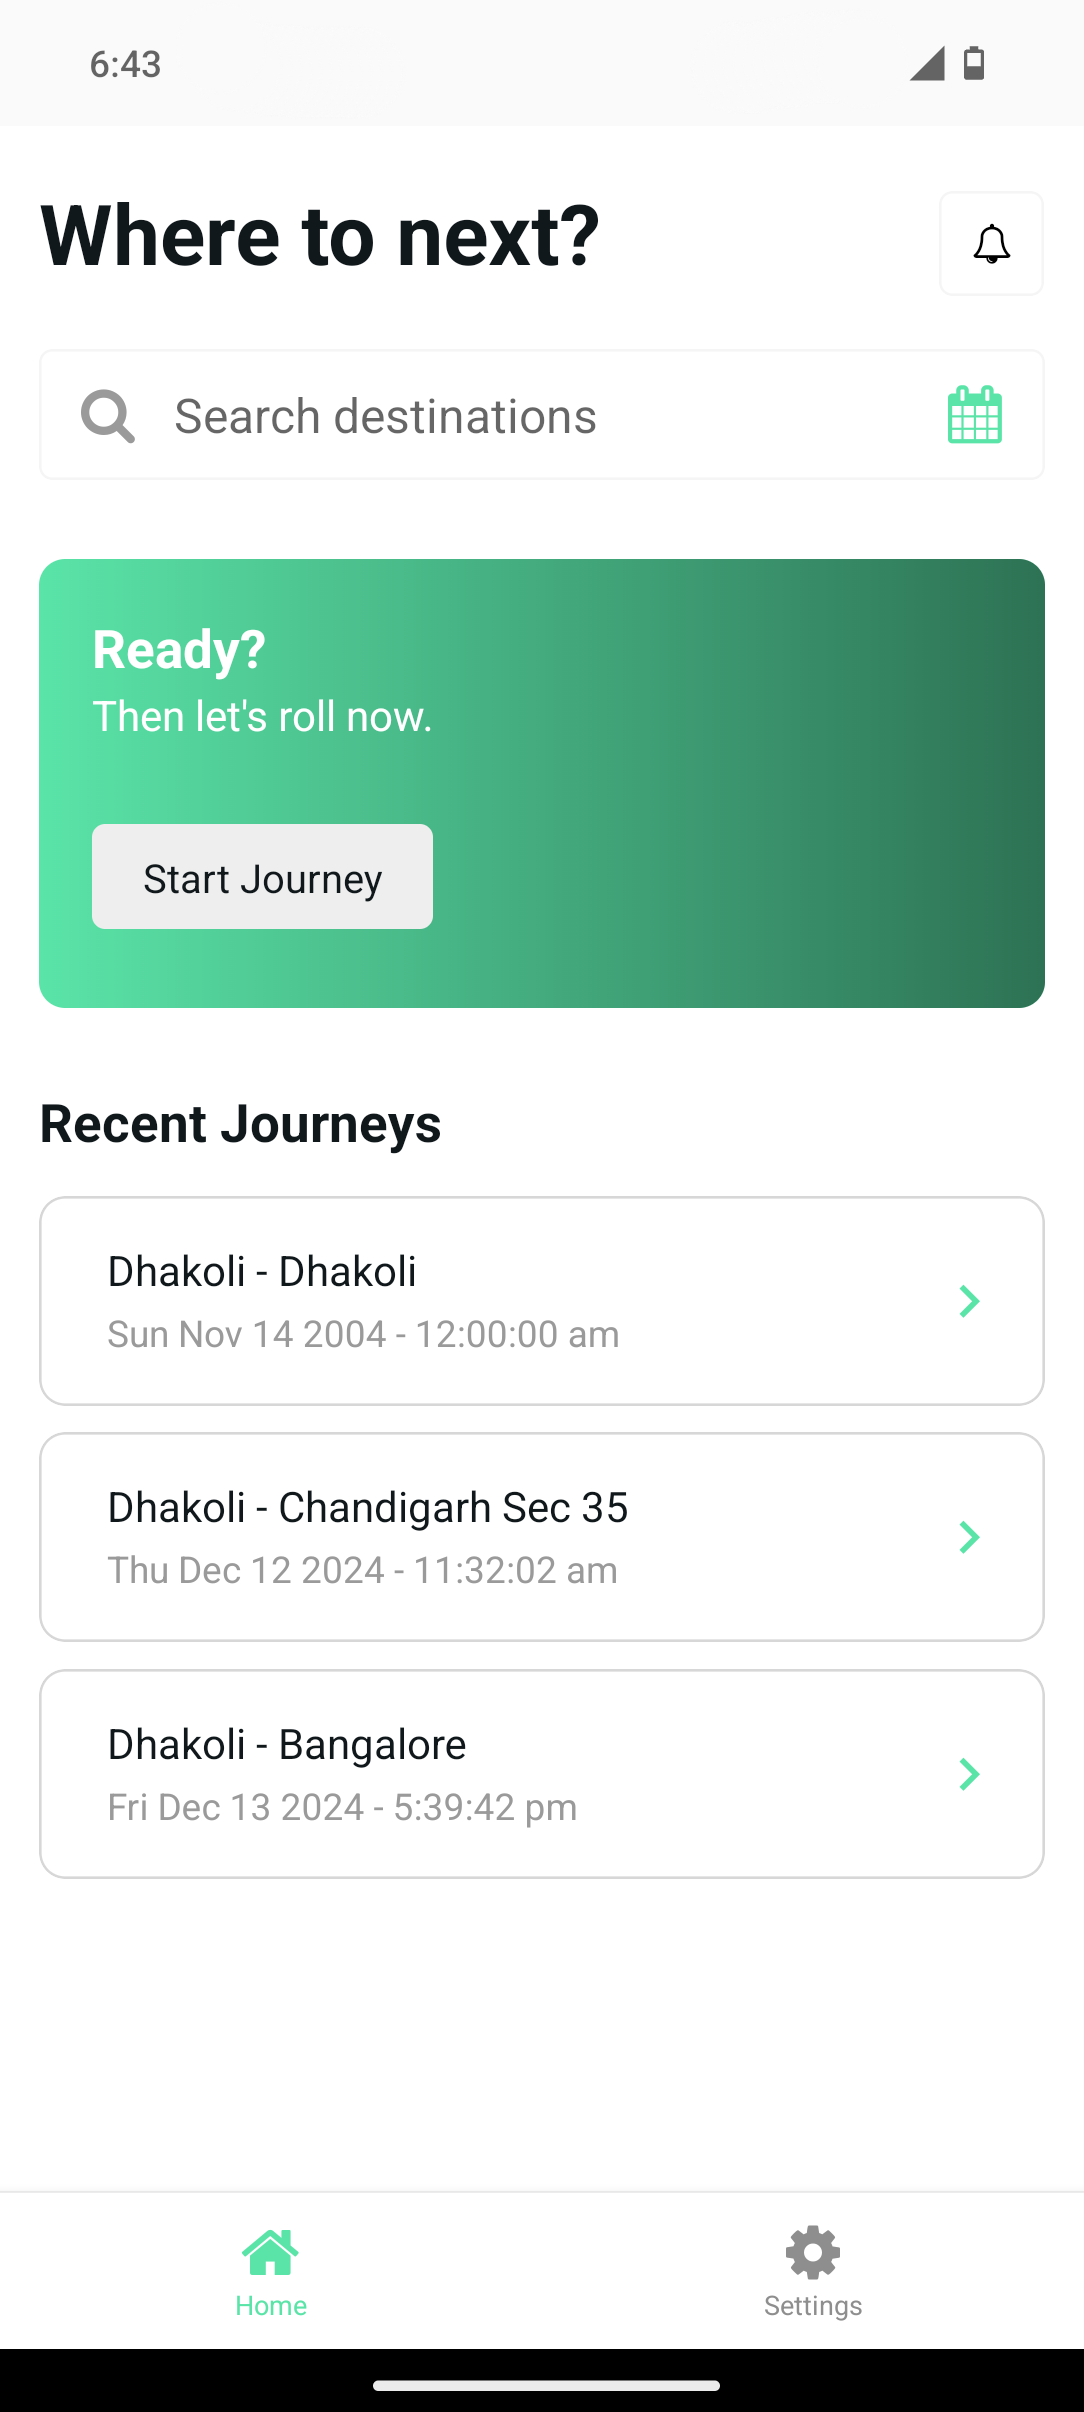 6:43
Where to next?
Search destinations
Ready?
Then let's roll now.
Start Journey
Recent Journeys
Dhakoli - Dhakoli
Sun Nov 14 2004 - 12:00:00 am
Dhakoli - Chandigarh Sec 35
Thu Dec 12 2024 - 11:32:02 am
Dhakoli - Bangalore
Fri Dec 13 2024 - 5:39:42 pm
Home
Settings